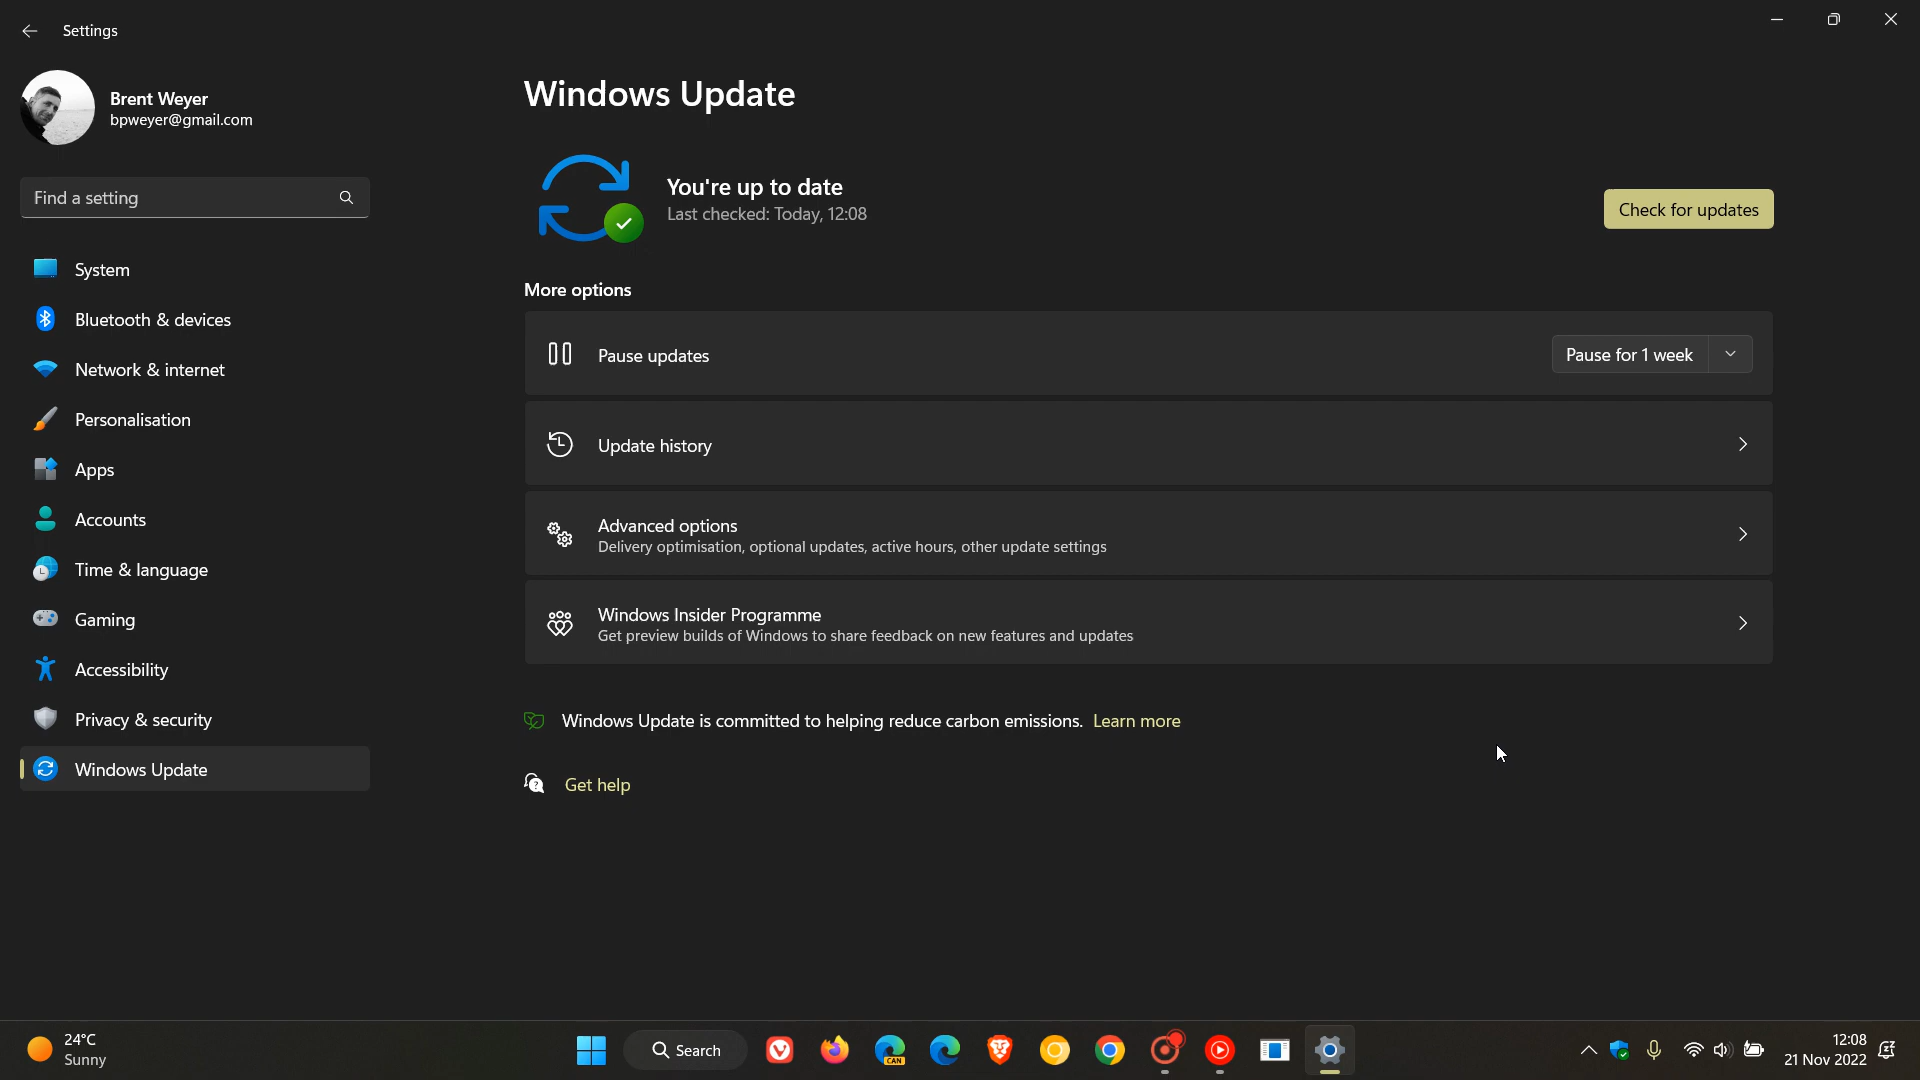 Settings
Brent Weyer
bpweyer@gmail.com
Find a setting
System
Bluetooth & devices
Network & internet
Personalisation
Apps
Accounts
Time & language
Gaming
Accessibility
Privacy & security
Windows Update
Windows Update
You're up to date
Last checked: Today, 12:08
Check for updates
More options
Pause updates
Pause for 1 week
Update history
Advanced options
Delivery optimisation, optional updates, active hours, other update settings
Windows Insider Programme
Get preview builds of Windows to share feedback on new features and updates
Windows Update is committed to helping reduce carbon emissions. Learn more
Get help
24°C
Sunny
Search
CAN
12:08
21 Nov 2022